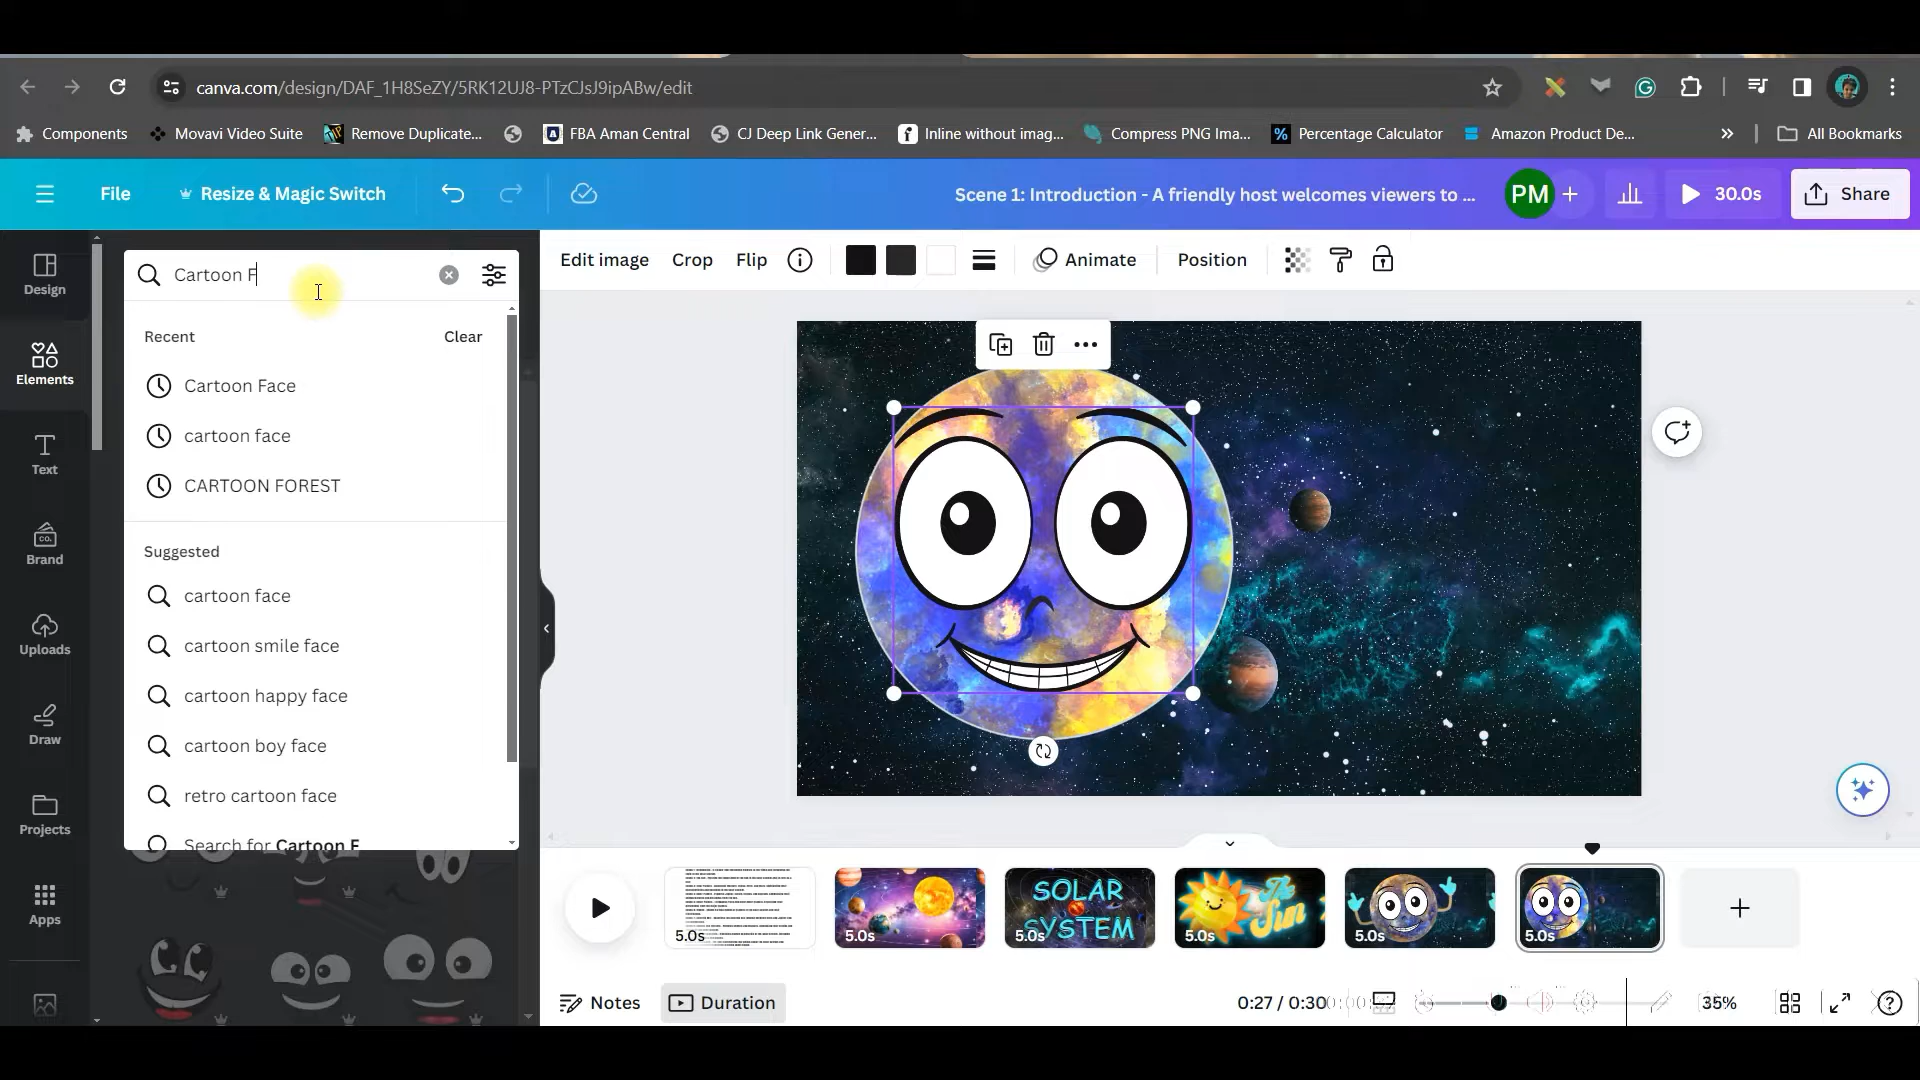 canva.com/design/DAF_1H8SeZY/5RK12UJ8-PTzCJsJ9ipABw/edit
Components
Movavi Video Suite
Remove Duplicate...
FBA Aman Central
CJ Deep Link Gener...
Inline without imag...
Compress PNG Ima...
Percentage Calculator
Amazon Product De...
All Bookmarks
File
Resize & Magic Switch
Scene 1: Introduction - A friendly host welcomes viewers to ...
PM
30.0s
Share
Design
Elements
Text
Brand
Uploads
Draw
Projects
Apps
Cartoon F
Recent
Clear
Cartoon Face
cartoon face
CARTOON FOREST
Suggested
cartoon face
cartoon smile face
cartoon happy face
cartoon boy face
retro cartoon face
Search for Cartoon F
Edit image
Crop
Flip
Animate
Position
5.0s
5.0s
SOLAR
SYSTEM
5.0s
The
Sun
5.0s
5.0s
5.0s
Notes
Duration
0:27 / 0:30
35%